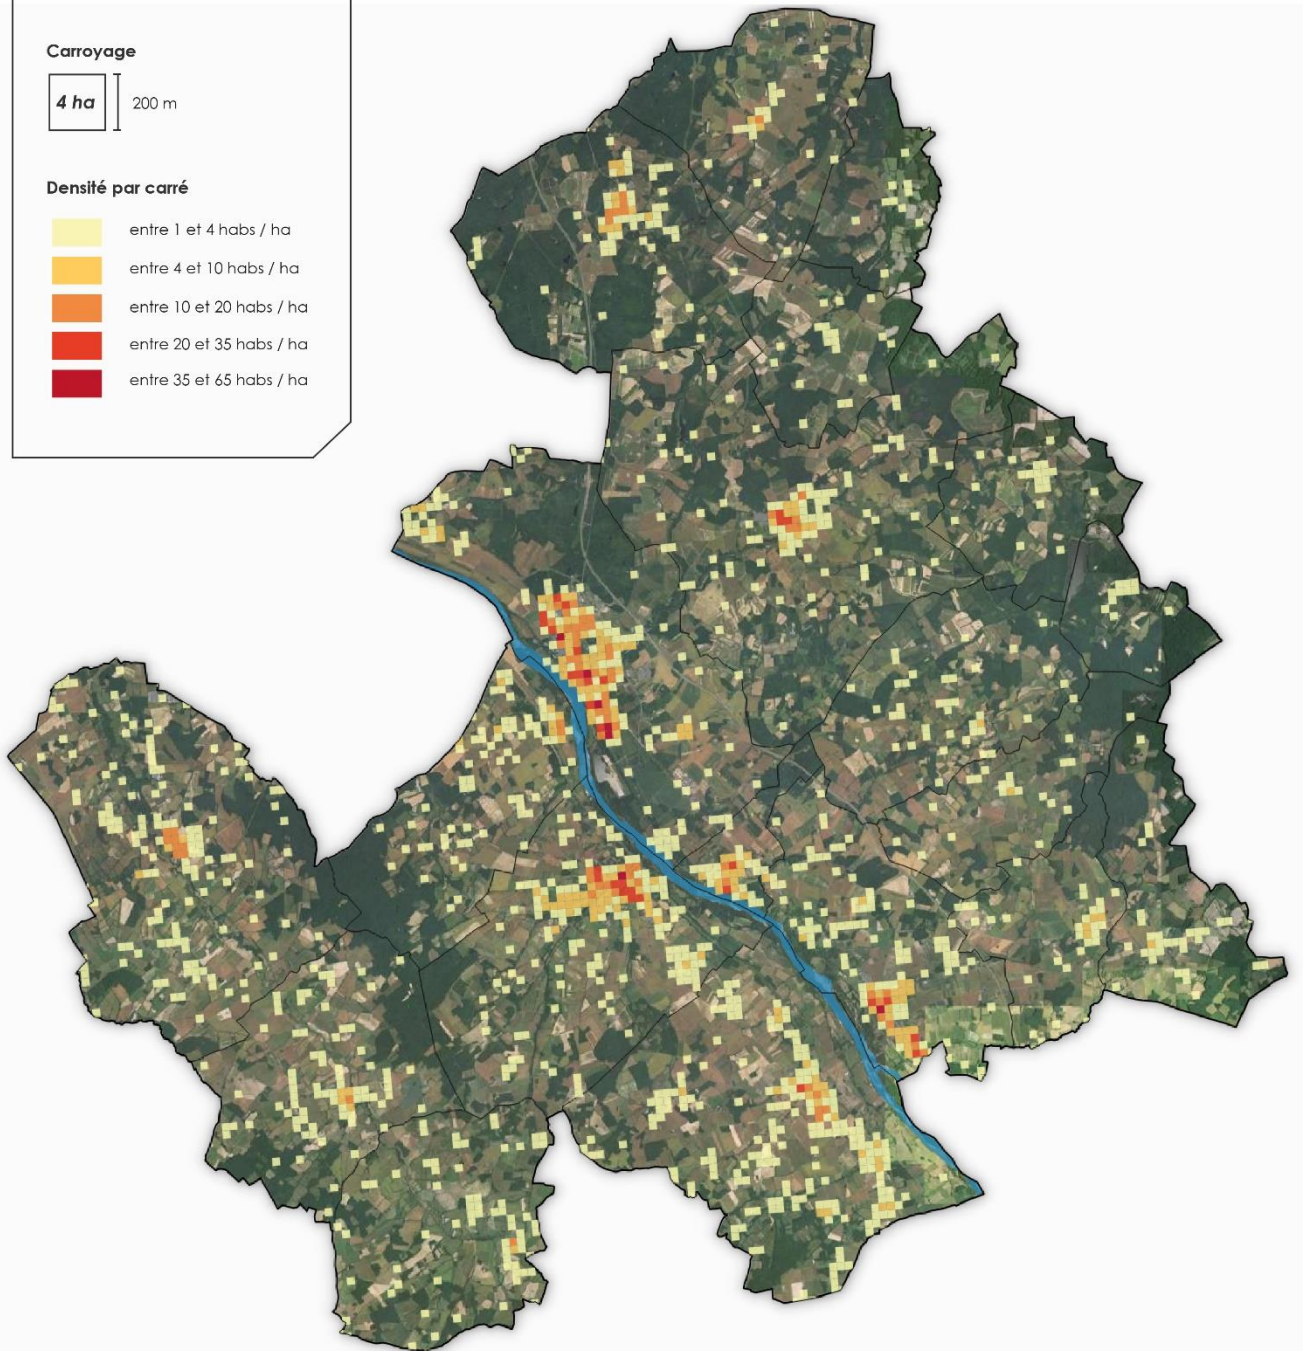 Carroyage
4 ha
200 m
Densité par carré
entre 1 et 4 habs / ha
entre 4 et 10 habs / ha
entre 10 et 20 habs / ha
entre 20 et 35 habs / ha
entre 35 et 65 habs / ha